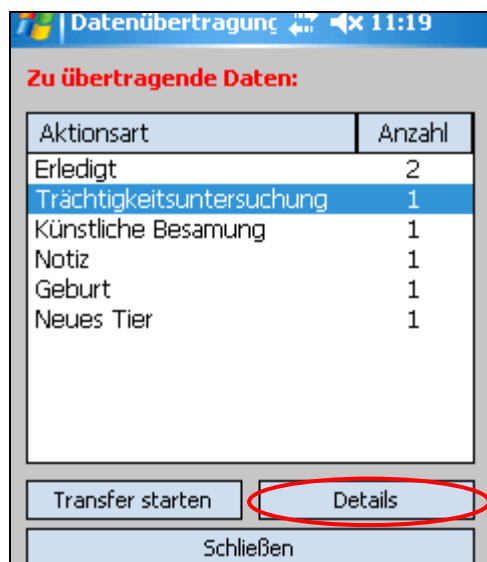 Datenübertragung 11:19
Zu übertragende Daten:
Aktionsart Anzahl
Erledigt 2
Trächtigkeitsuntersuchung 1
Künstliche Besamung 1
Notiz 1
Geburt 1
Neues Tier 1
Transfer starten Details
Schließen